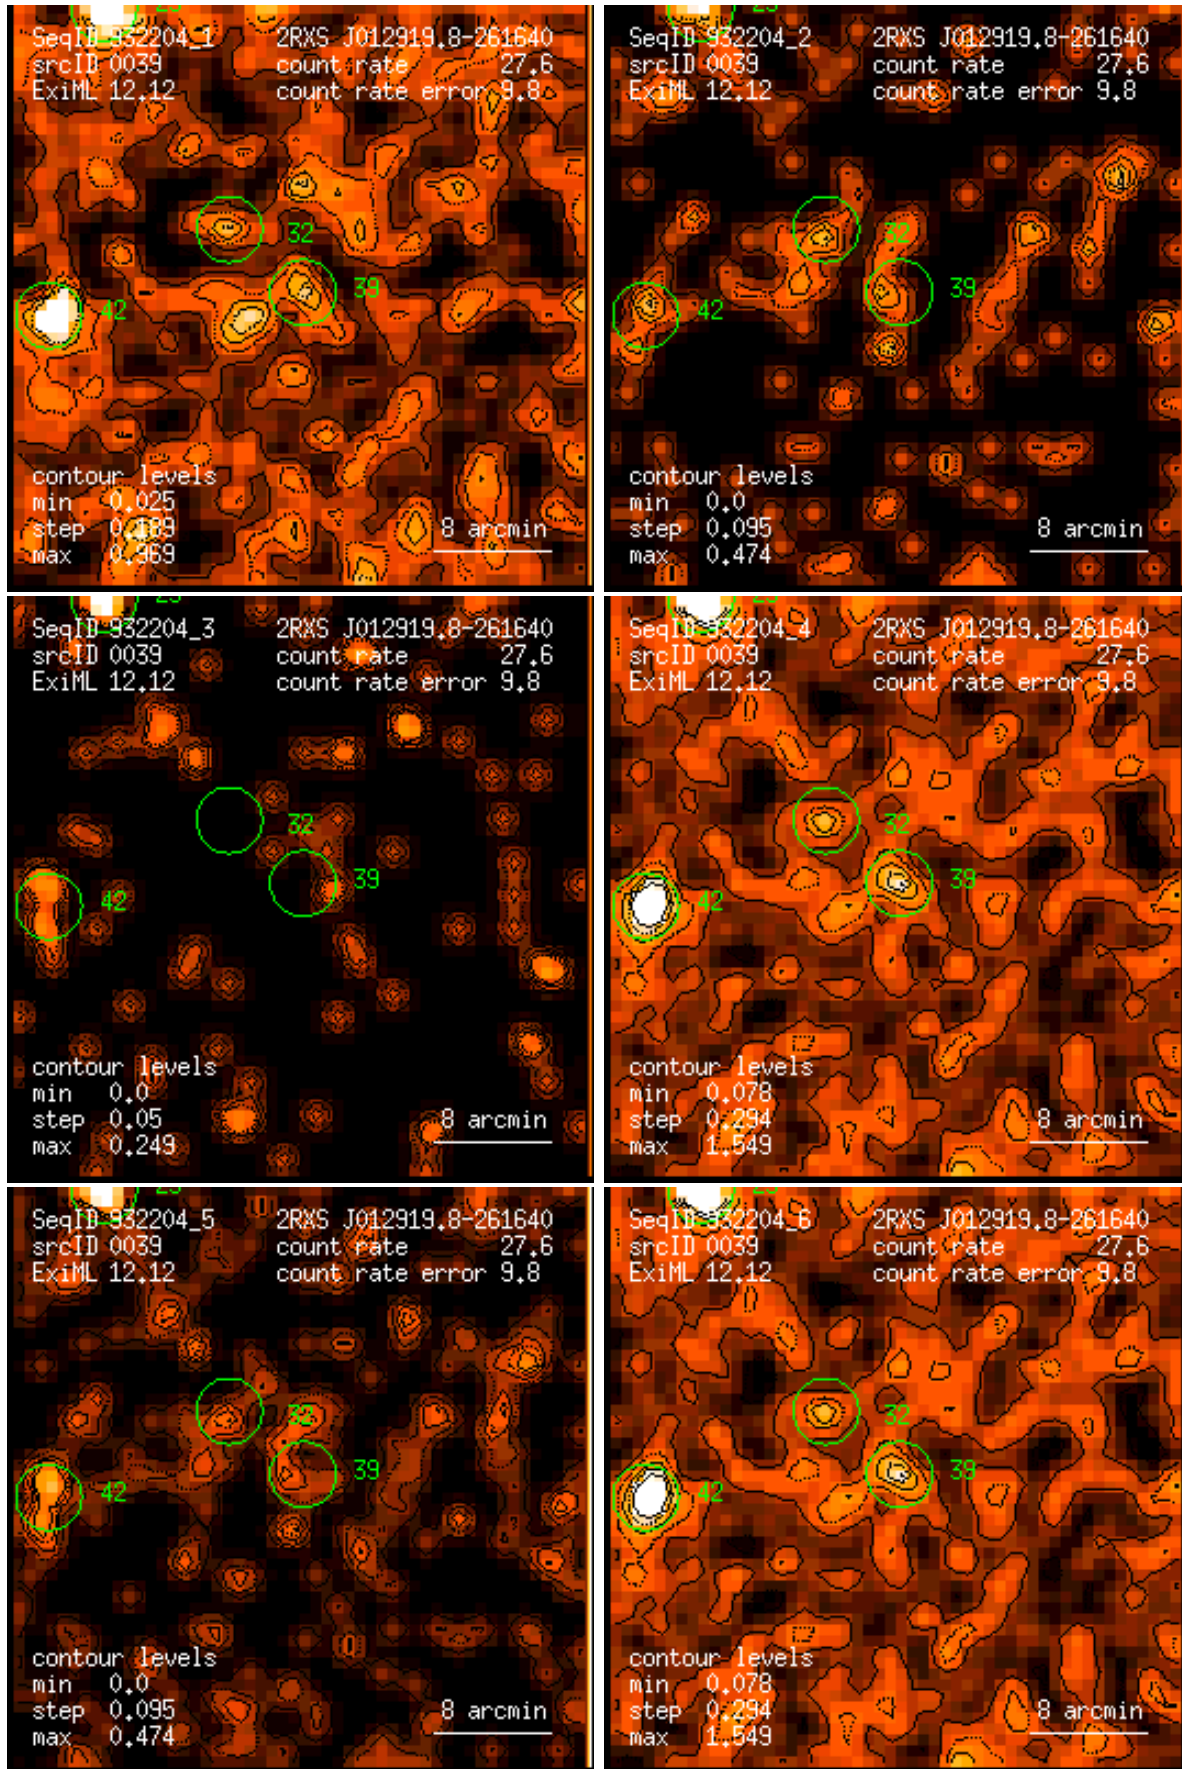 SeqID 932204_1 2RXS J012919.8-261640
srcID 0039 count rate 27.6
ExiML 12.12 count rate error 9.8
32
39
42
contour levels
min 0.025
step 0.189
max 0.969
8 arcmin
SeqID 932204_2 2RXS J012919.8-261640
srcID 0039 count rate 27.6
ExiML 12.12 count rate error 9.8
32
39
42
contour levels
min 0.0
step 0.095
max 0.474
8 arcmin
SeqID 932204_3 2RXS J012919.8-261640
srcID 0039 count rate 27.6
ExiML 12.12 count rate error 9.8
32
39
42
contour levels
min 0.0
step 0.05
max 0.249
8 arcmin
SeqID 932204_4 2RXS J012919.8-261640
srcID 0039 count rate 27.6
ExiML 12.12 count rate error 9.8
32
39
42
contour levels
min 0.078
step 0.294
max 1.549
8 arcmin
SeqID 932204_5 2RXS J012919.8-261640
srcID 0039 count rate 27.6
ExiML 12.12 count rate error 9.8
32
39
42
contour levels
min 0.0
step 0.095
max 0.474
8 arcmin
SeqID 932204_6 2RXS J012919.8-261640
srcID 0039 count rate 27.6
ExiML 12.12 count rate error 9.8
32
39
42
contour levels
min 0.078
step 0.294
max 1.549
8 arcmin